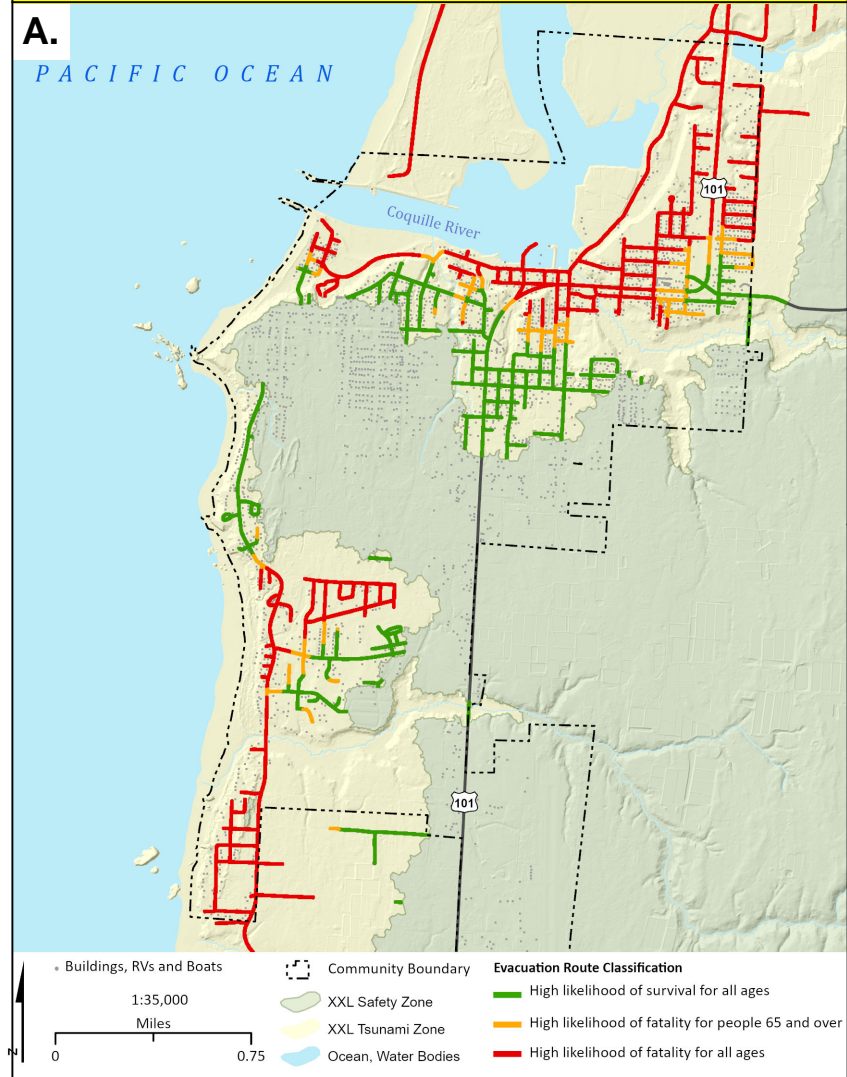 A.
PACIFIC OCEAN
101
Coquille River
101
Buildings, RVs and Boats
1:35,000
Miles
0 0.75
N
Community Boundary
XXL Safety Zone
XXL Tsunami Zone
Ocean, Water Bodies
Evacuation Route Classification
High likelihood of survival for all ages
High likelihood of fatality for people 65 and over
High likelihood of fatality for all ages